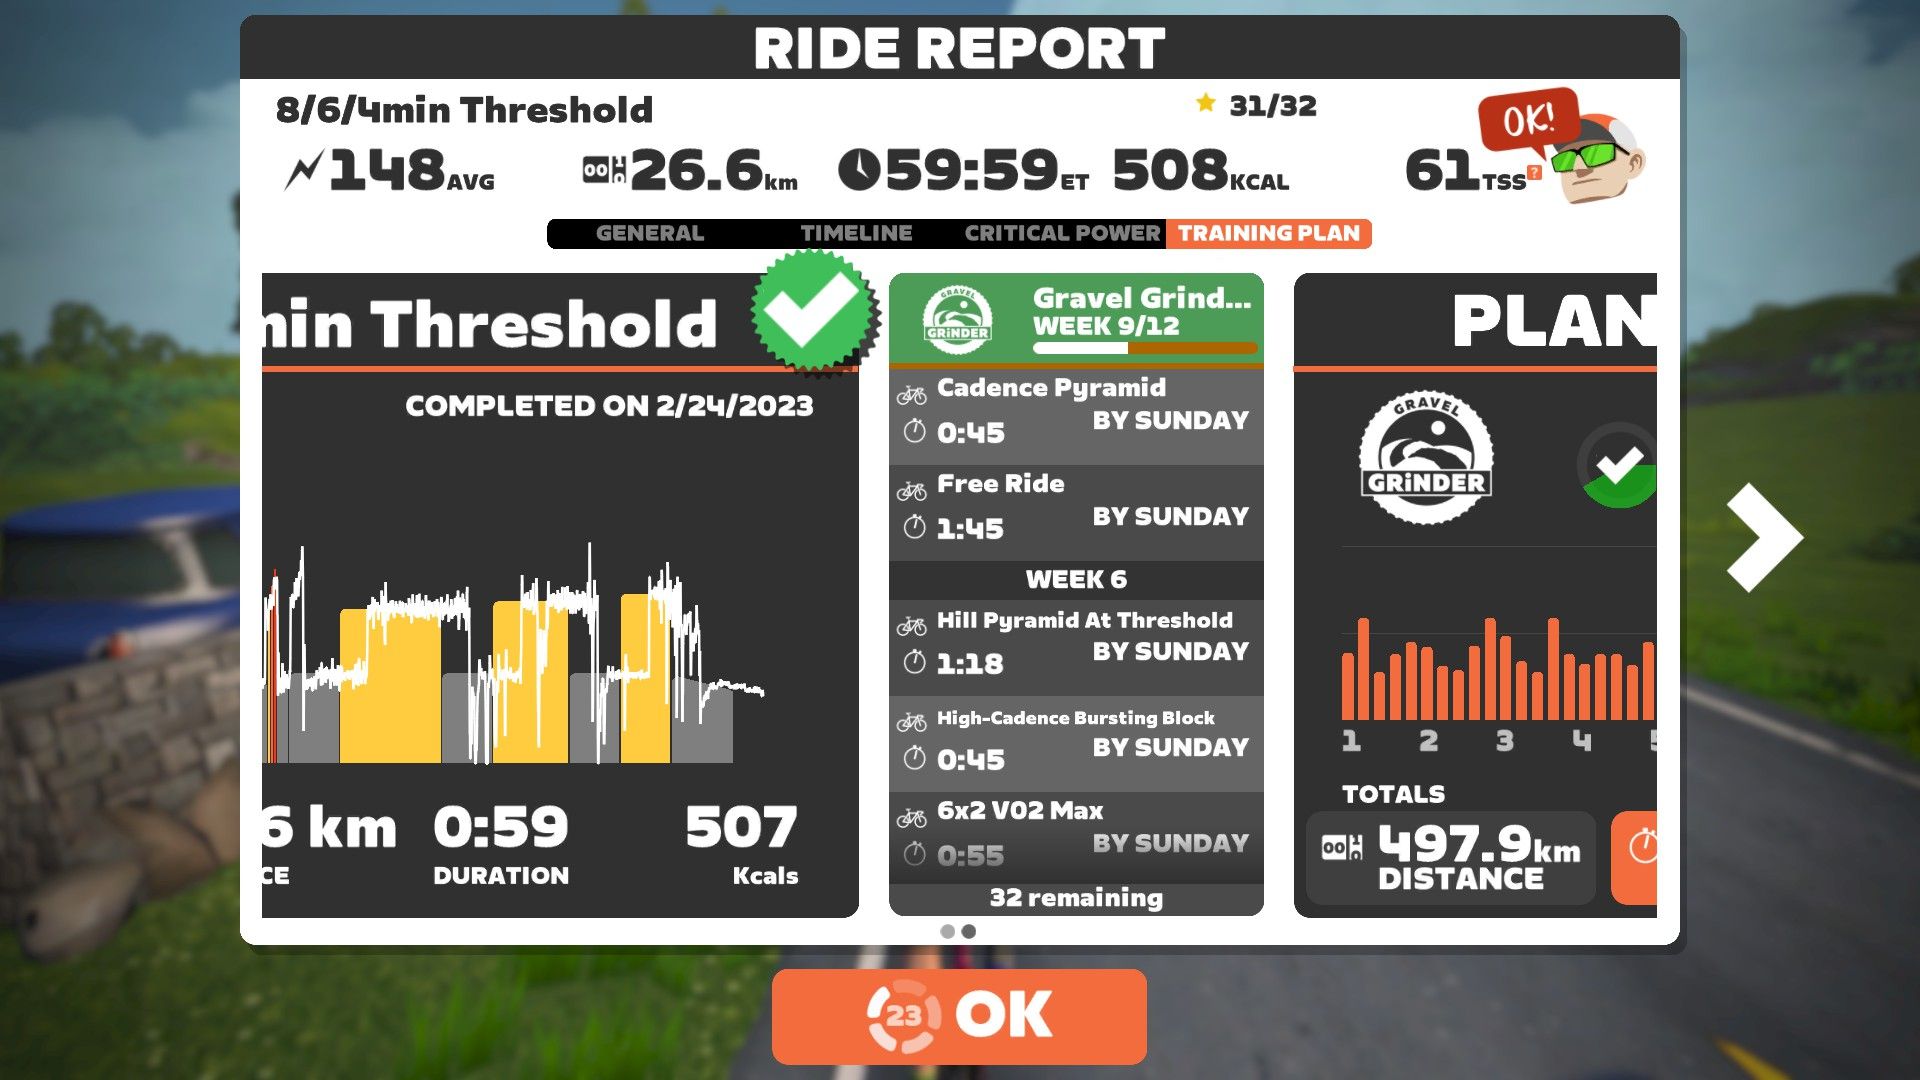 RIDE REPORT
8/6/4min Threshold
31/32
OK!
148AVG
26.6km
59:59ET
508KCAL
61TSS?
GENERAL
TIMELINE
CRITICAL POWER
TRAINING PLAN
min Threshold
COMPLETED ON 2/24/2023
6 km
0:59
DURATION
507
Kcals
CE
GRAVEL
GRiNDER
Gravel Grind...
WEEK 9/12
Cadence Pyramid
BY SUNDAY
0:45
Free Ride
BY SUNDAY
1:45
WEEK 6
Hill Pyramid At Threshold
BY SUNDAY
1:18
High-Cadence Bursting Block
BY SUNDAY
0:45
6x2 V02 Max
BY SUNDAY
0:55
32 remaining
PLAN
GRAVEL
GRiNDER
1 2 3 4 5
TOTALS
497.9km
DISTANCE
23 OK